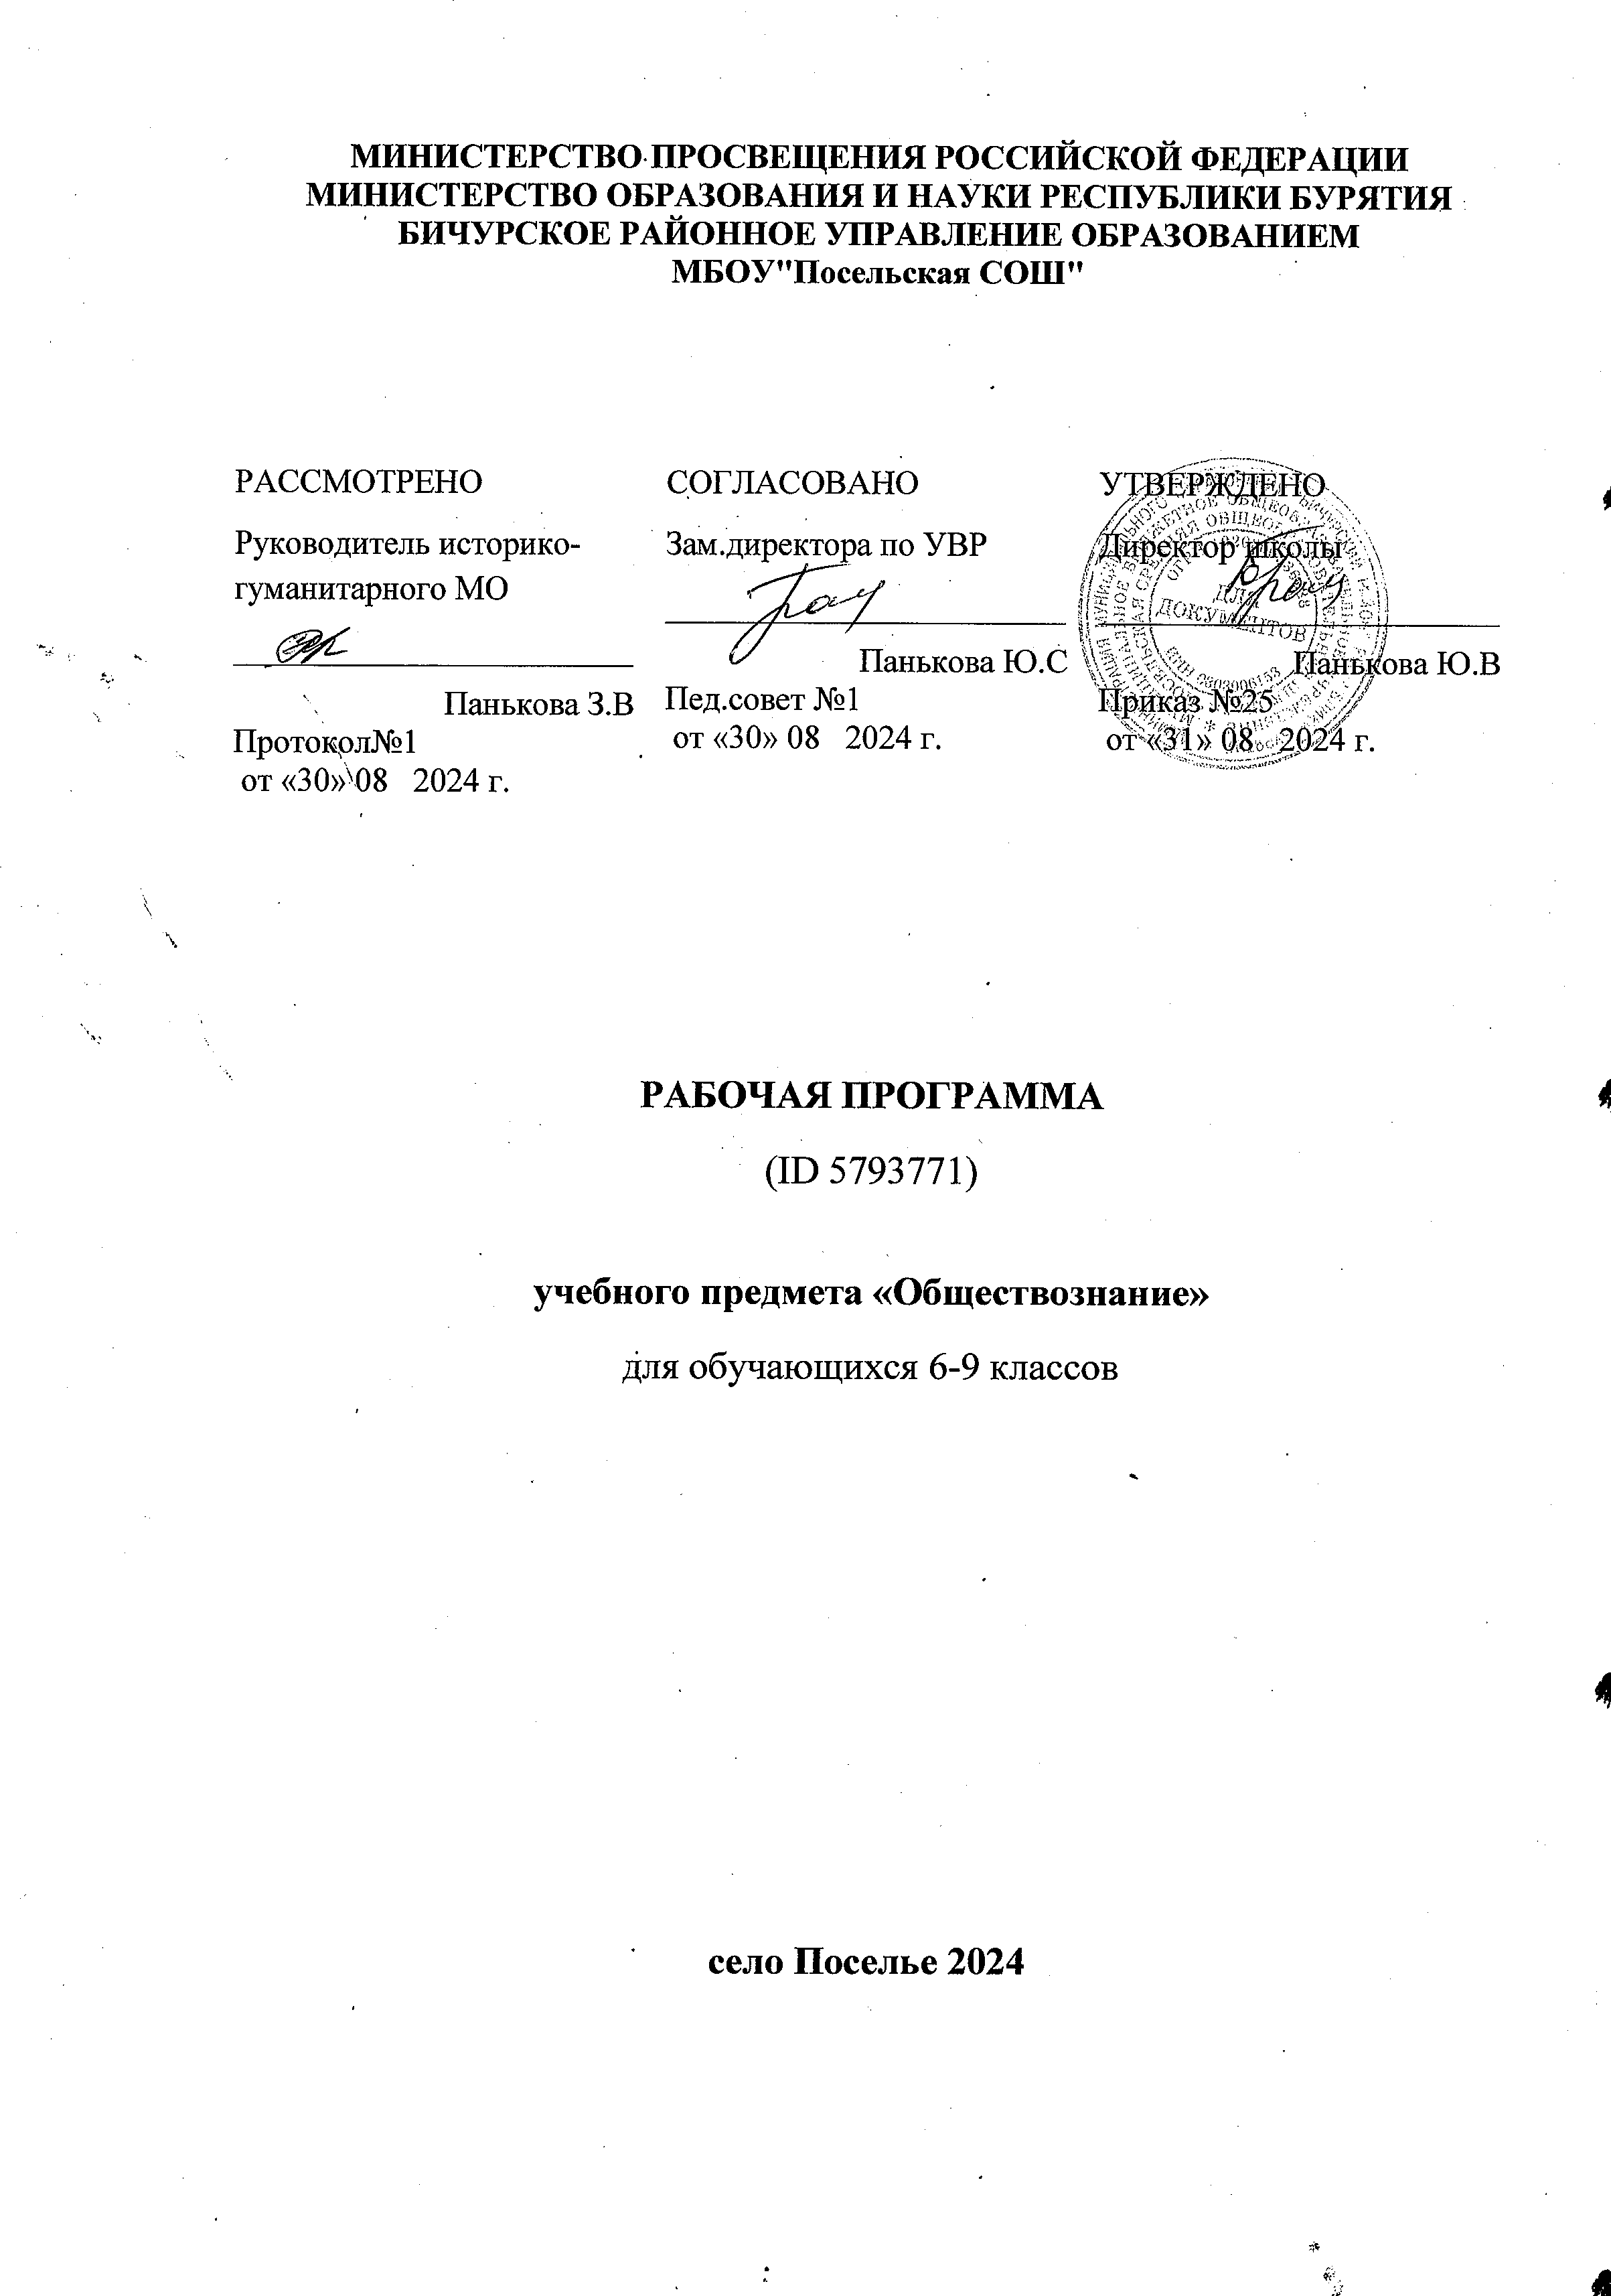 МИНИСТЕРСТВО ПРОСВЕЩЕНИЯ РОССИЙСКОЙ ФЕДЕРАЦИИ
МИНИСТЕРСТВО ОБРАЗОВАНИЯ И НАУКИ РЕСПУБЛИКИ БУРЯТИЯ
БИЧУРСКОЕ РАЙОННОЕ УПРАВЛЕНИЕ ОБРАЗОВАНИЕМ
МБОУ"Посельская СОШ"
РАССМОТРЕНО
Руководитель историко-
гуманитарного МО
Панькова З.В
Протокол№1
от «30» 08 2024 г.
СОГЛАСОВАНО
Зам.директора по УВР
Панькова Ю.С
Пед.совет №1
от «30» 08 2024 г.
УТВЕРЖДЕНО
Директор школы
ДЛЯ
ДОКУМЕНТОВ
Панькова Ю.В
Приказ №25
от «31» 08 2024 г.
РАБОЧАЯ ПРОГРАММА
(ID 5793771)
учебного предмета «Обществознание»
для обучающихся 6-9 классов
село Поселье 2024